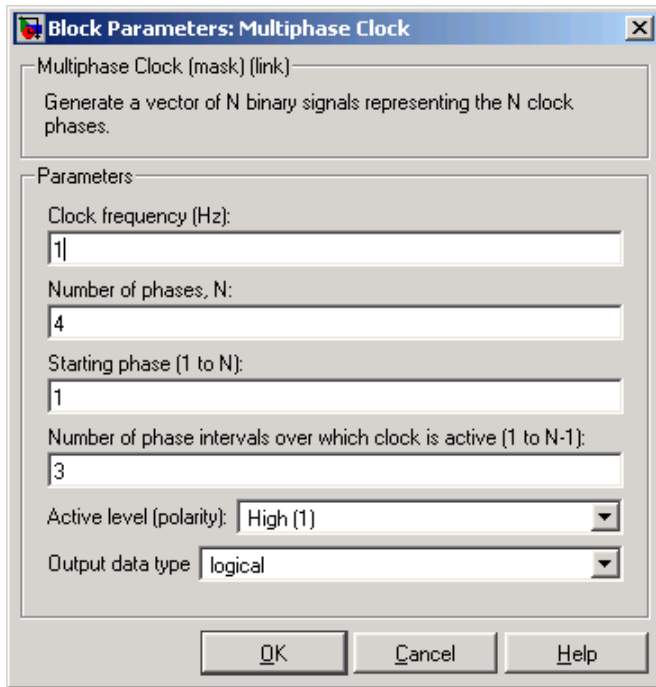 Block Parameters: Multiphase Clock
Multiphase Clock (mask) (link)
Generate a vector of N binary signals representing the N clock
phases.
Parameters
Clock frequency (Hz):
1
Number of phases, N:
4
Starting phase (1 to N):
1
Number of phase intervals over which clock is active (1 to N-1):
3
Active level (polarity): High (1)
Output data type logical
OK Cancel Help